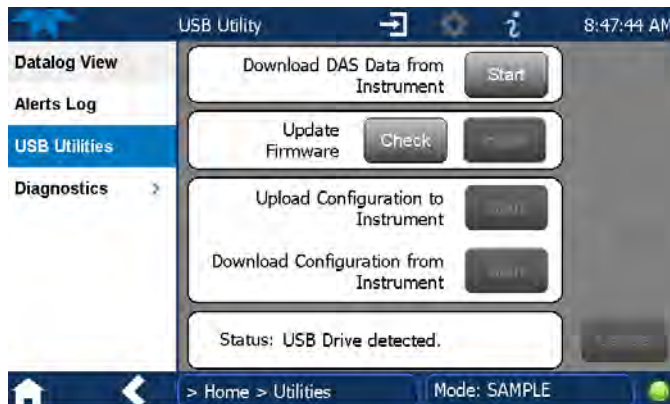 USB Utility
8:47:44 AM
Datalog View
Alerts Log
USB Utilities
Diagnostics >
Download DAS Data from
Instrument
Start
Update
Firmware
Check
Upload Configuration to
Instrument
Download Configuration from
Instrument
Status: USB Drive detected.
> Home > Utilities
Mode: SAMPLE